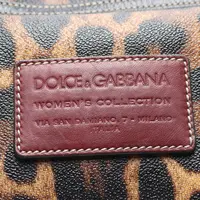 DOLCE & GABBANA
WOMEN'S COLLECTION
VIA SAN DAMIANO, 7 - MILANO
ITALIA